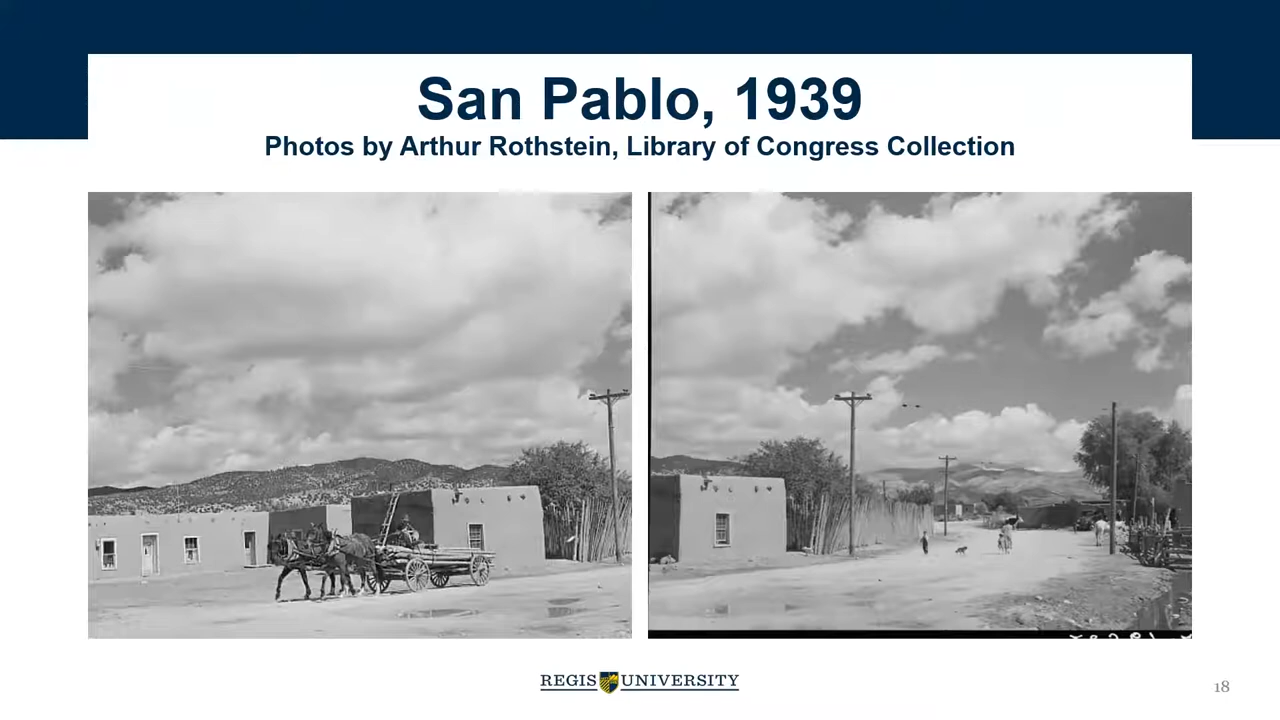 San Pablo, 1939
Photos by Arthur Rothstein, Library of Congress Collection
REGIS UNIVERSITY
18